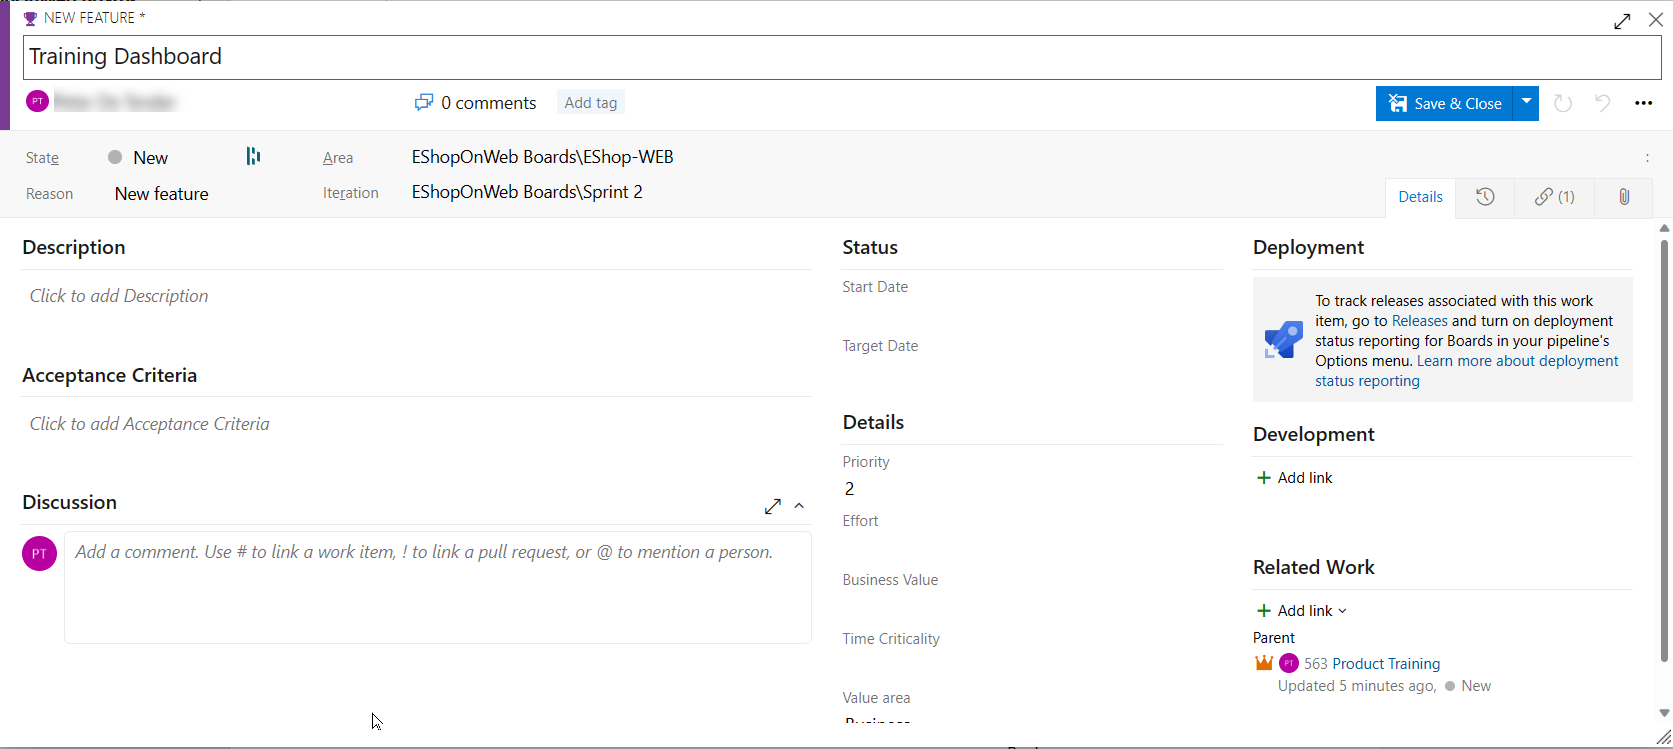 NEW FEATURE *
Training Dashboard
PT
0 comments
Add tag
Save & Close
State
New
Area
EShopOnWeb Boards\EShop-WEB
Reason
New feature
Iteration
EShopOnWeb Boards\Sprint 2
Details
(1)
Description
Click to add Description
Acceptance Criteria
Click to add Acceptance Criteria
Discussion
PT
Add a comment. Use # to link a work item, ! to link a pull request, or @ to mention a person.
Status
Start Date
Target Date
Details
Priority
2
Effort
Business Value
Time Criticality
Value area
Business
Deployment
To track releases associated with this work
item, go to Releases and turn on deployment
status reporting for Boards in your pipeline's
Options menu. Learn more about deployment
status reporting
Development
Add link
Related Work
Add link
Parent
PT 563 Product Training
Updated 5 minutes ago, New